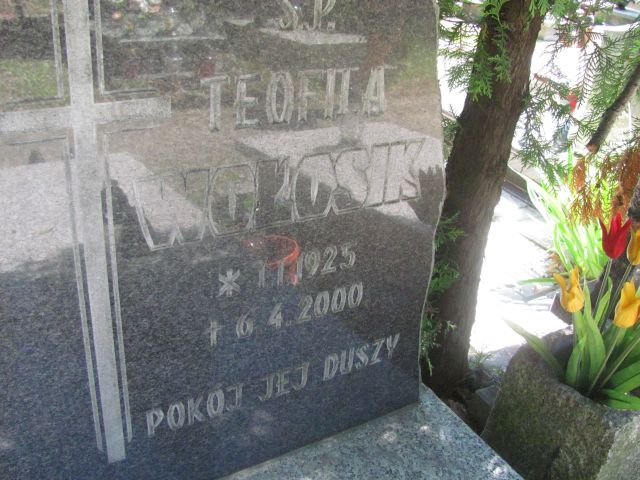 Ś.P.
TEOFILA
* 1925
† 6.4.2000
POKÓJ JEJ DUSZY